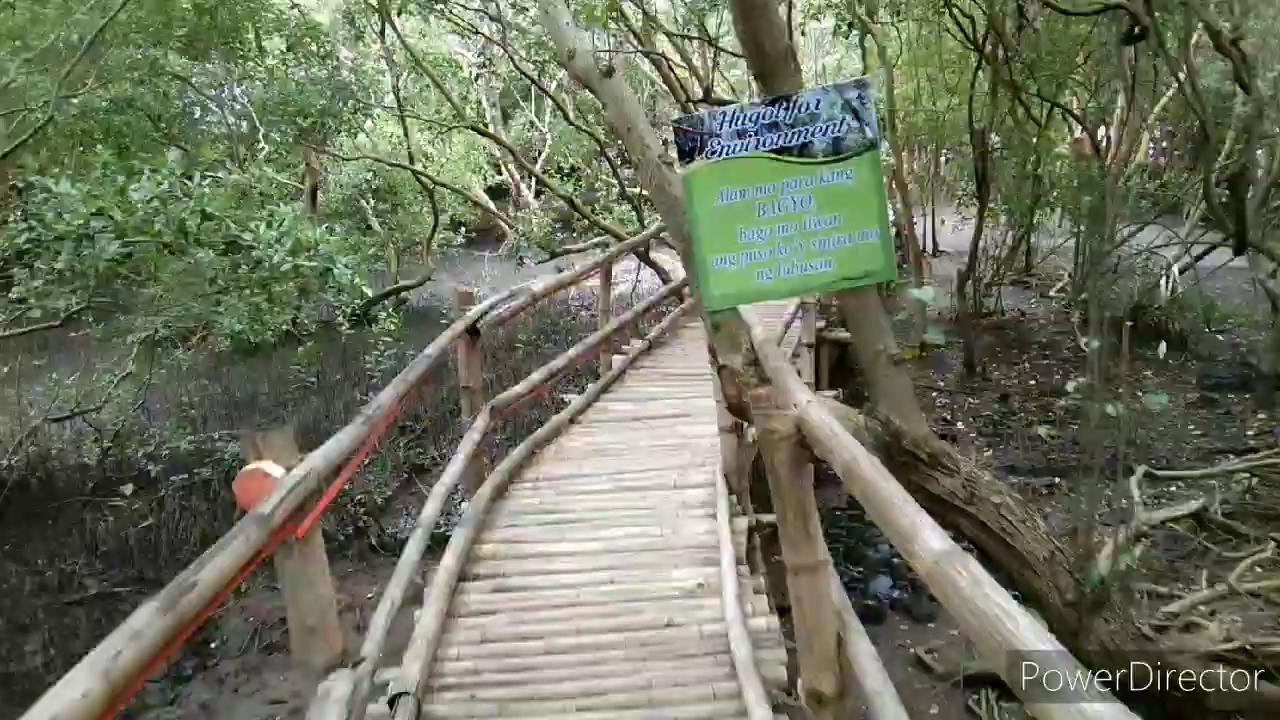 Hugot for
Environment
Alam mo para kang
BAGYO,
bago mo iwan
ang puso ko'y sinira mo
ng lubusan
PowerDirector